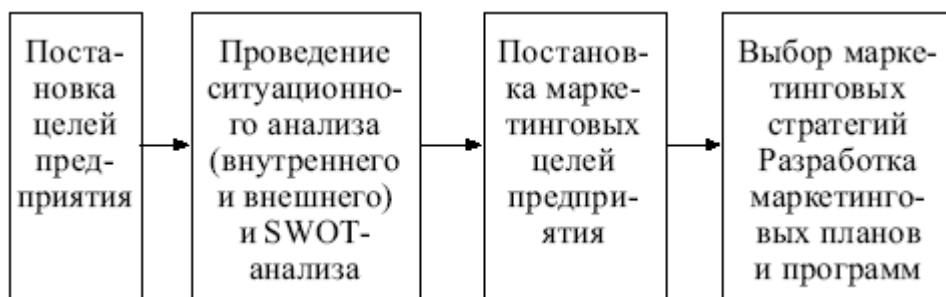 Поста-
новка
целей
пред-
приятия
Проведение
ситуационно-
го анализа
(внутреннего
и внешнего)
и SWOT-
анализа
Постанов-
ка марке-
тинговых
целей
предпри-
ятия
Выбор марке-
тинговых
стратегий
Разработка
маркетинго-
вых планов
и программ